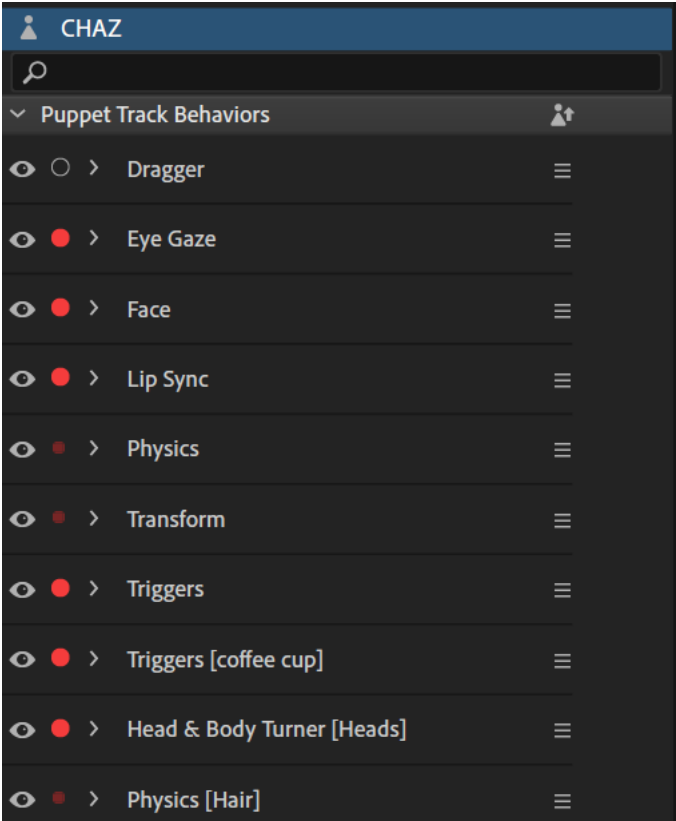 CHAZ
Puppet Track Behaviors
Dragger
Eye Gaze
Face
Lip Sync
Physics
Transform
Triggers
Triggers [coffee cup]
Head & Body Turner [Heads]
Physics [Hair]